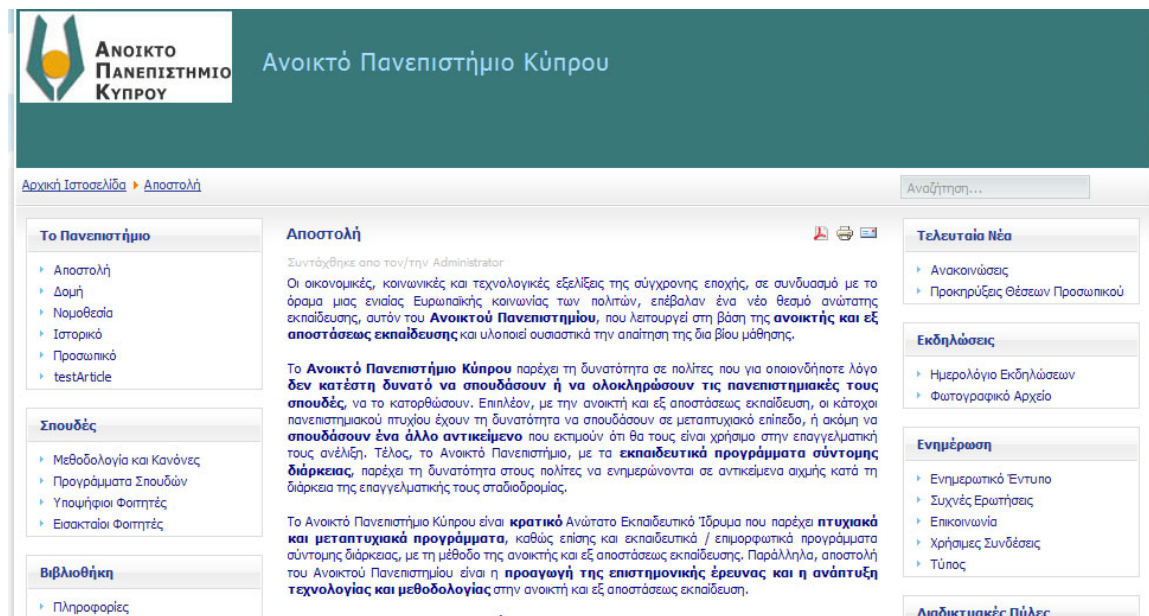 ΑΝΟΙΚΤΟ
ΠΑΝΕΠΙΣΤΗΜΙΟ
ΚΥΠΡΟΥ
Ανοικτό Πανεπιστήμιο Κύπρου
Αρχική Ιστοσελίδα Αποστολή
Αναζήτηση...
Το Πανεπιστήμιο
Αποστολή
Δομή
Νομοθεσία
Ιστορικό
Προσωπικό
testArticle
Σπουδές
Μεθοδολογία και Κανόνες
Προγράμματα Σπουδών
Υποψήφιοι Φοιτητές
Εισακταίοι Φοιτητές
Βιβλιοθήκη
Πληροφορίες
Αποστολή
Συντάχθηκε απο τον/την Administrator
Οι οικονομικές, κοινωνικές και τεχνολογικές εξελίξεις της σύγχρονης εποχής, σε συνδυασμό με το
όραμα μιας ενιαίας Ευρωπαϊκής κοινωνίας των πολιτών, επέβαλαν ένα νέο θεσμό ανώτατης
εκπαίδευσης, αυτόν του Ανοικτού Πανεπιστημίου, που λειτουργεί στη βάση της ανοικτής και εξ
αποστάσεως εκπαίδευσης και υλοποιεί ουσιαστικά την απαίτηση της δια βίου μάθησης.
Το Ανοικτό Πανεπιστήμιο Κύπρου παρέχει τη δυνατότητα σε πολίτες που για οποιονδήποτε λόγο
δεν κατέστη δυνατό να σπουδάσουν ή να ολοκληρώσουν τις πανεπιστημιακές τους
σπουδές, να το κατορθώσουν. Επιπλέον, με την ανοικτή και εξ αποστάσεως εκπαίδευση, οι κάτοχοι
πανεπιστημιακού πτυχίου έχουν τη δυνατότητα να σπουδάσουν σε μεταπτυχιακό επίπεδο, ή ακόμη να
σπουδάσουν ένα άλλο αντικείμενο που εκτιμούν ότι θα τους είναι χρήσιμο στην επαγγελματική
τους ανέλιξη. Τέλος, το Ανοικτό Πανεπιστήμιο, με τα εκπαιδευτικά προγράμματα σύντομης
διάρκειας, παρέχει τη δυνατότητα στους πολίτες να ενημερώνονται σε αντικείμενα αιχμής κατά τη
διάρκεια της επαγγελματικής τους σταδιοδρομίας.
Το Ανοικτό Πανεπιστήμιο Κύπρου είναι κρατικό Ανώτατο Εκπαιδευτικό Ίδρυμα που παρέχει πτυχιακά
και μεταπτυχιακά προγράμματα, καθώς επίσης και εκπαιδευτικά / επιμορφωτικά προγράμματα
σύντομης διάρκειας, με τη μέθοδο της ανοικτής και εξ αποστάσεως εκπαίδευσης. Παράλληλα, αποστολή
του Ανοικτού Πανεπιστημίου είναι η προαγωγή της επιστημονικής έρευνας και η ανάπτυξη
τεχνολογίας και μεθοδολογίας στην ανοικτή και εξ αποστάσεως εκπαίδευση.
Τελευταία Νέα
Ανακοινώσεις
Προκηρύξεις Θέσεων Προσωπικού
Εκδηλώσεις
Ημερολόγιο Εκδηλώσεων
Φωτογραφικό Αρχείο
Ενημέρωση
Ενημερωτικό Έντυπο
Συχνές Ερωτήσεις
Επικοινωνία
Χρήσιμες Συνδέσεις
Τύπος
Διαδικτυακές Πύλες